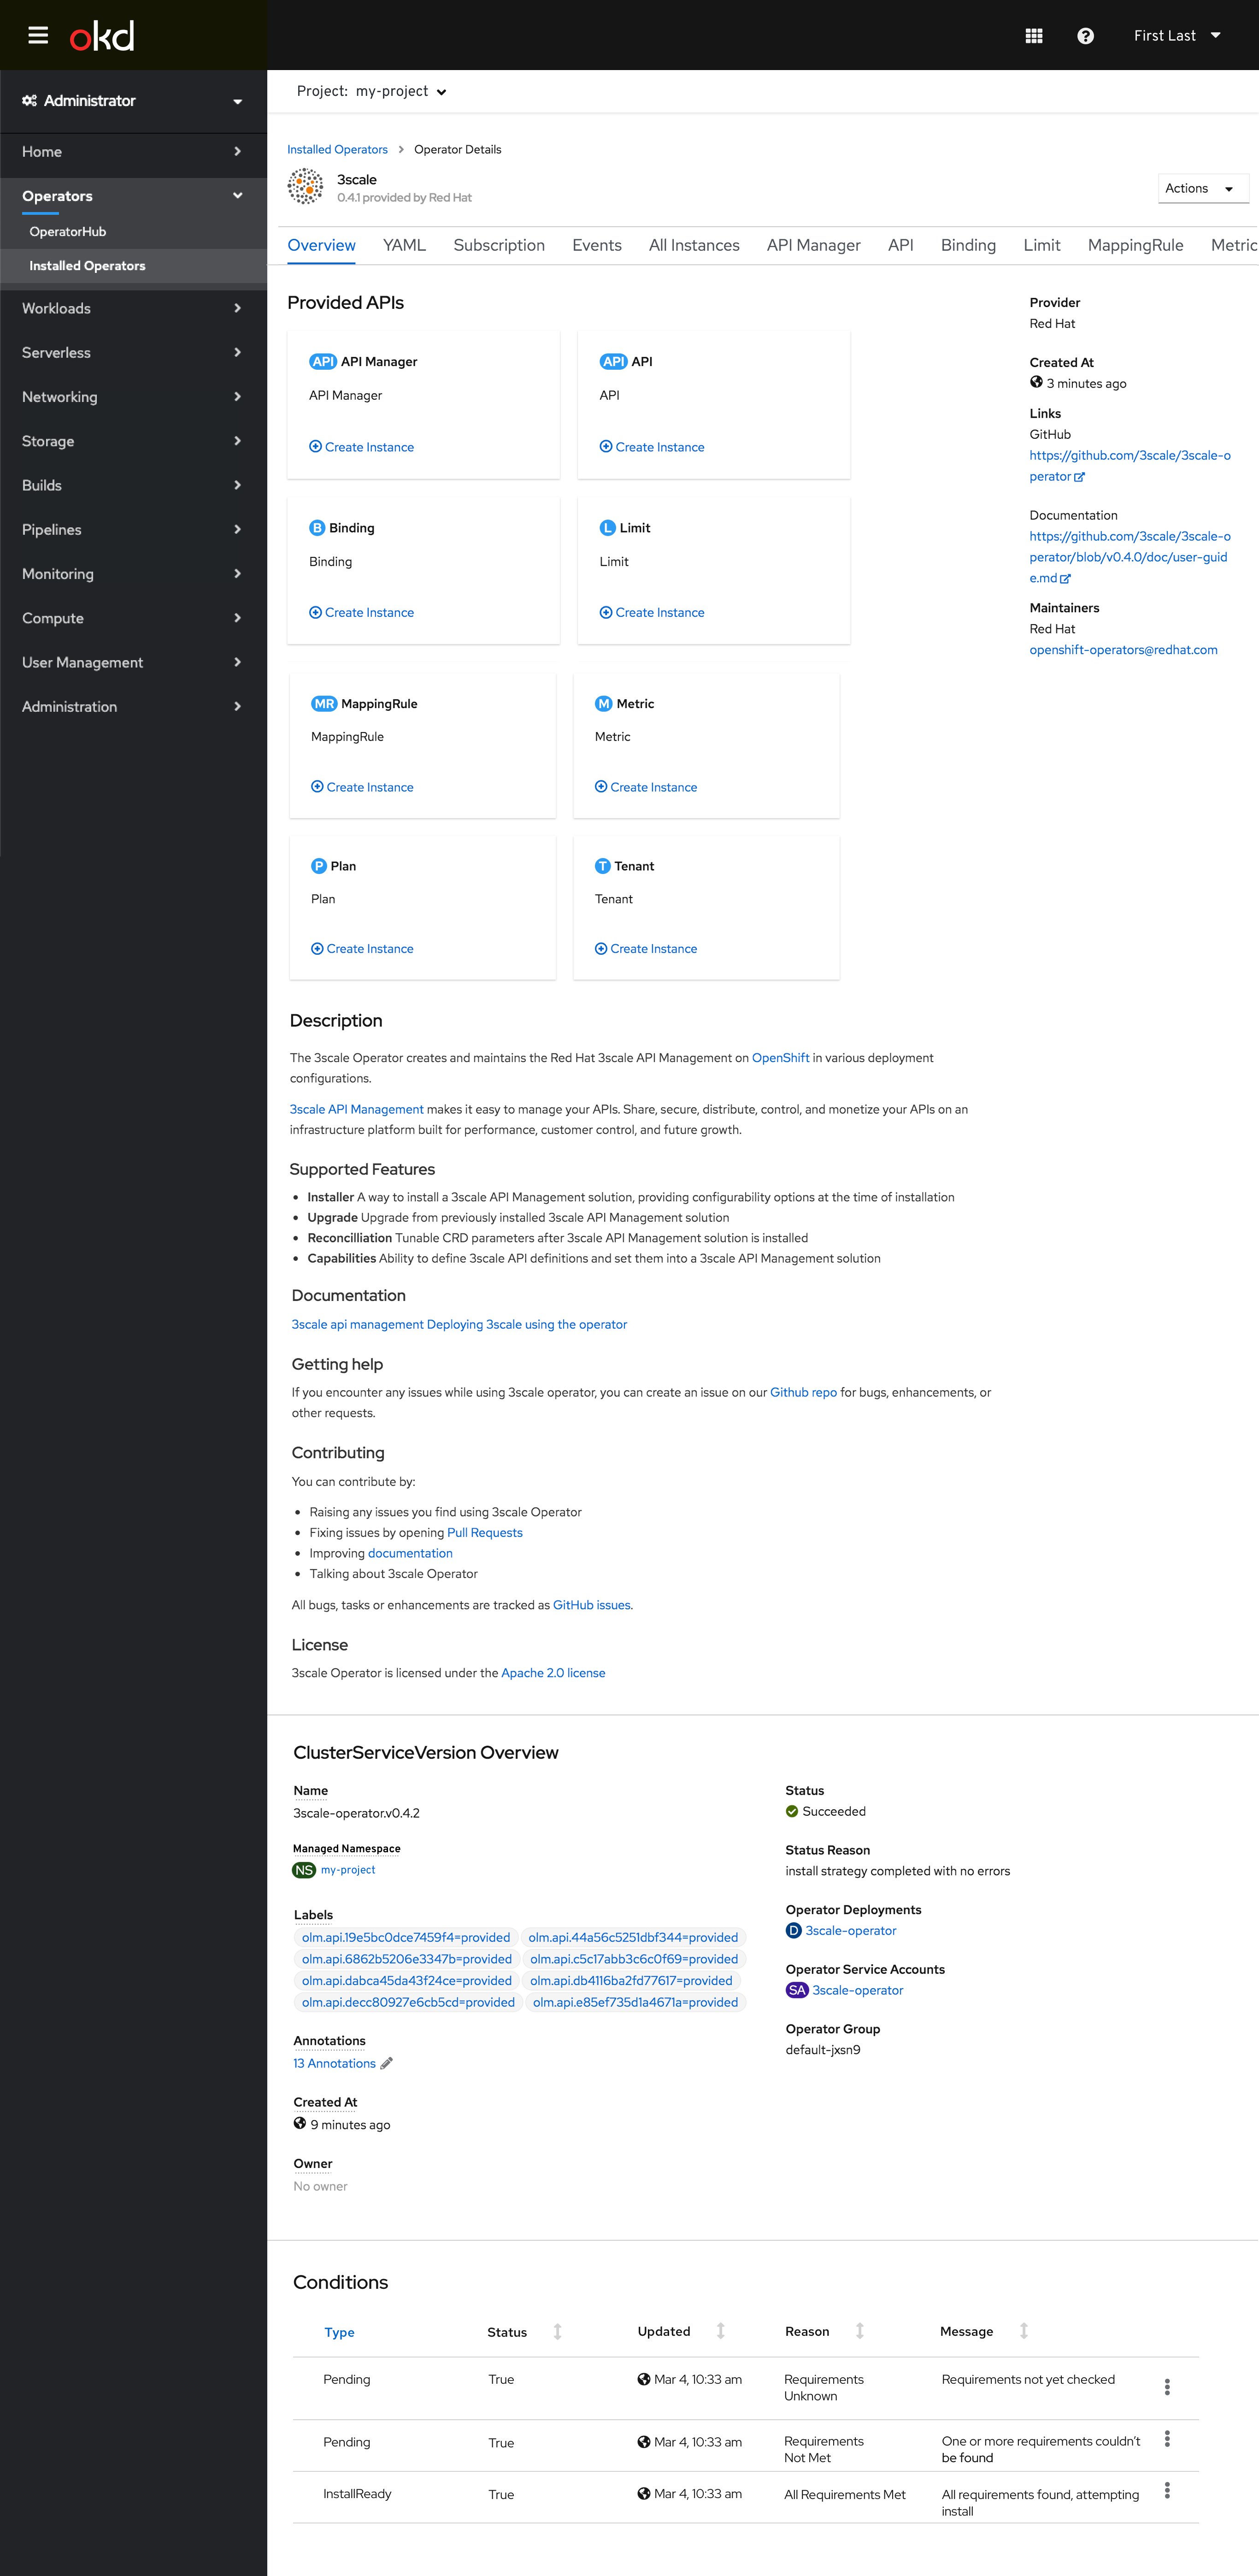 okd
First Last
Administrator
Home
Operators
OperatorHub
Installed Operators
Workloads
Serverless
Networking
Storage
Builds
Pipelines
Monitoring
Compute
User Management
Administration
Project: my-project
Installed Operators
Operator Details
3scale
0.4.1 provided by Red Hat
Actions
Overview YAML Subscription Events All Instances API Manager API Binding Limit MappingRule Metric
Provided APIs
API API Manager
API Manager
Create Instance
API API
API
Create Instance
B Binding
Binding
Create Instance
L Limit
Limit
Create Instance
MR MappingRule
MappingRule
Create Instance
M Metric
Metric
Create Instance
P Plan
Plan
Create Instance
T Tenant
Tenant
Create Instance
Provider
Red Hat
Created At
3 minutes ago
Links
GitHub
https://github.com/3scale/3scale-o
perator
Documentation
https://github.com/3scale/3scale-o
perator/blob/v0.4.0/doc/user-guid
e.md
Maintainers
Red Hat
openshift-operators@redhat.com
Description
The 3scale Operator creates and maintains the Red Hat 3scale API Management on OpenShift in various deployment
configurations.
3scale API Management makes it easy to manage your APIs. Share, secure, distribute, control, and monetize your APIs on an
infrastructure platform built for performance, customer control, and future growth.
Supported Features
• Installer A way to install a 3scale API Management solution, providing configurability options at the time of installation
• Upgrade Upgrade from previously installed 3scale API Management solution
• Reconcilliation Tunable CRD parameters after 3scale API Management solution is installed
• Capabilities Ability to define 3scale API definitions and set them into a 3scale API Management solution
Documentation
3scale api management Deploying 3scale using the operator
Getting help
If you encounter any issues while using 3scale operator, you can create an issue on our Github repo for bugs, enhancements, or
other requests.
Contributing
You can contribute by:
• Raising any issues you find using 3scale Operator
• Fixing issues by opening Pull Requests
• Improving documentation
• Talking about 3scale Operator
All bugs, tasks or enhancements are tracked as GitHub issues.
License
3scale Operator is licensed under the Apache 2.0 license
ClusterServiceVersion Overview
Name
3scale-operator.v0.4.2
Managed Namespace
NS my-project
Labels
olm.api.19e5bc0dce7459f4=provided olm.api.44a56c5251dbf344=provided
olm.api.6862b5206e3347b=provided olm.api.c5c17abb3c6c0f69=provided
olm.api.dabca45da43f24ce=provided olm.api.db4116ba2fd77617=provided
olm.api.decc80927e6cb5cd=provided olm.api.e85ef735d1a4671a=provided
Annotations
13 Annotations
Created At
9 minutes ago
Owner
No owner
Status
Succeeded
Status Reason
install strategy completed with no errors
Operator Deployments
D 3scale-operator
Operator Service Accounts
SA 3scale-operator
Operator Group
default-jxsn9
Conditions
Type Status Updated Reason Message
Pending True Mar 4, 10:33 am Requirements Requirements not yet checked
Unknown
Pending True Mar 4, 10:33 am Requirements One or more requirements couldn't
Not Met be found
InstallReady True Mar 4, 10:33 am All Requirements Met All requirements found, attempting
install